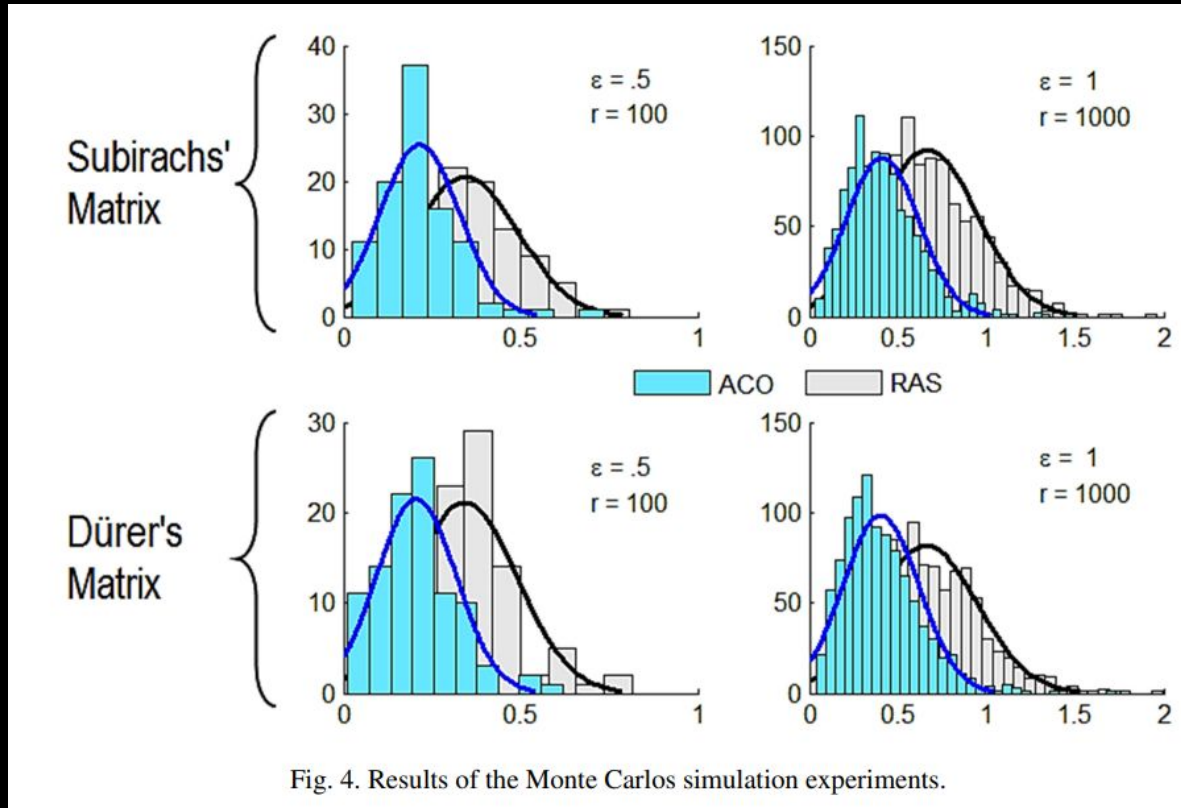 Subirachs'
Matrix
40
30
20
10
0
0
0.5
1
ε = .5
r = 100
150
100
50
0
0
0.5
1
1.5
2
ε = 1
r = 1000
ACO
RAS
Dürer's
Matrix
30
20
10
0
0
0.5
1
ε = .5
r = 100
150
100
50
0
0
0.5
1
1.5
2
ε = 1
r = 1000
Fig. 4. Results of the Monte Carlos simulation experiments.